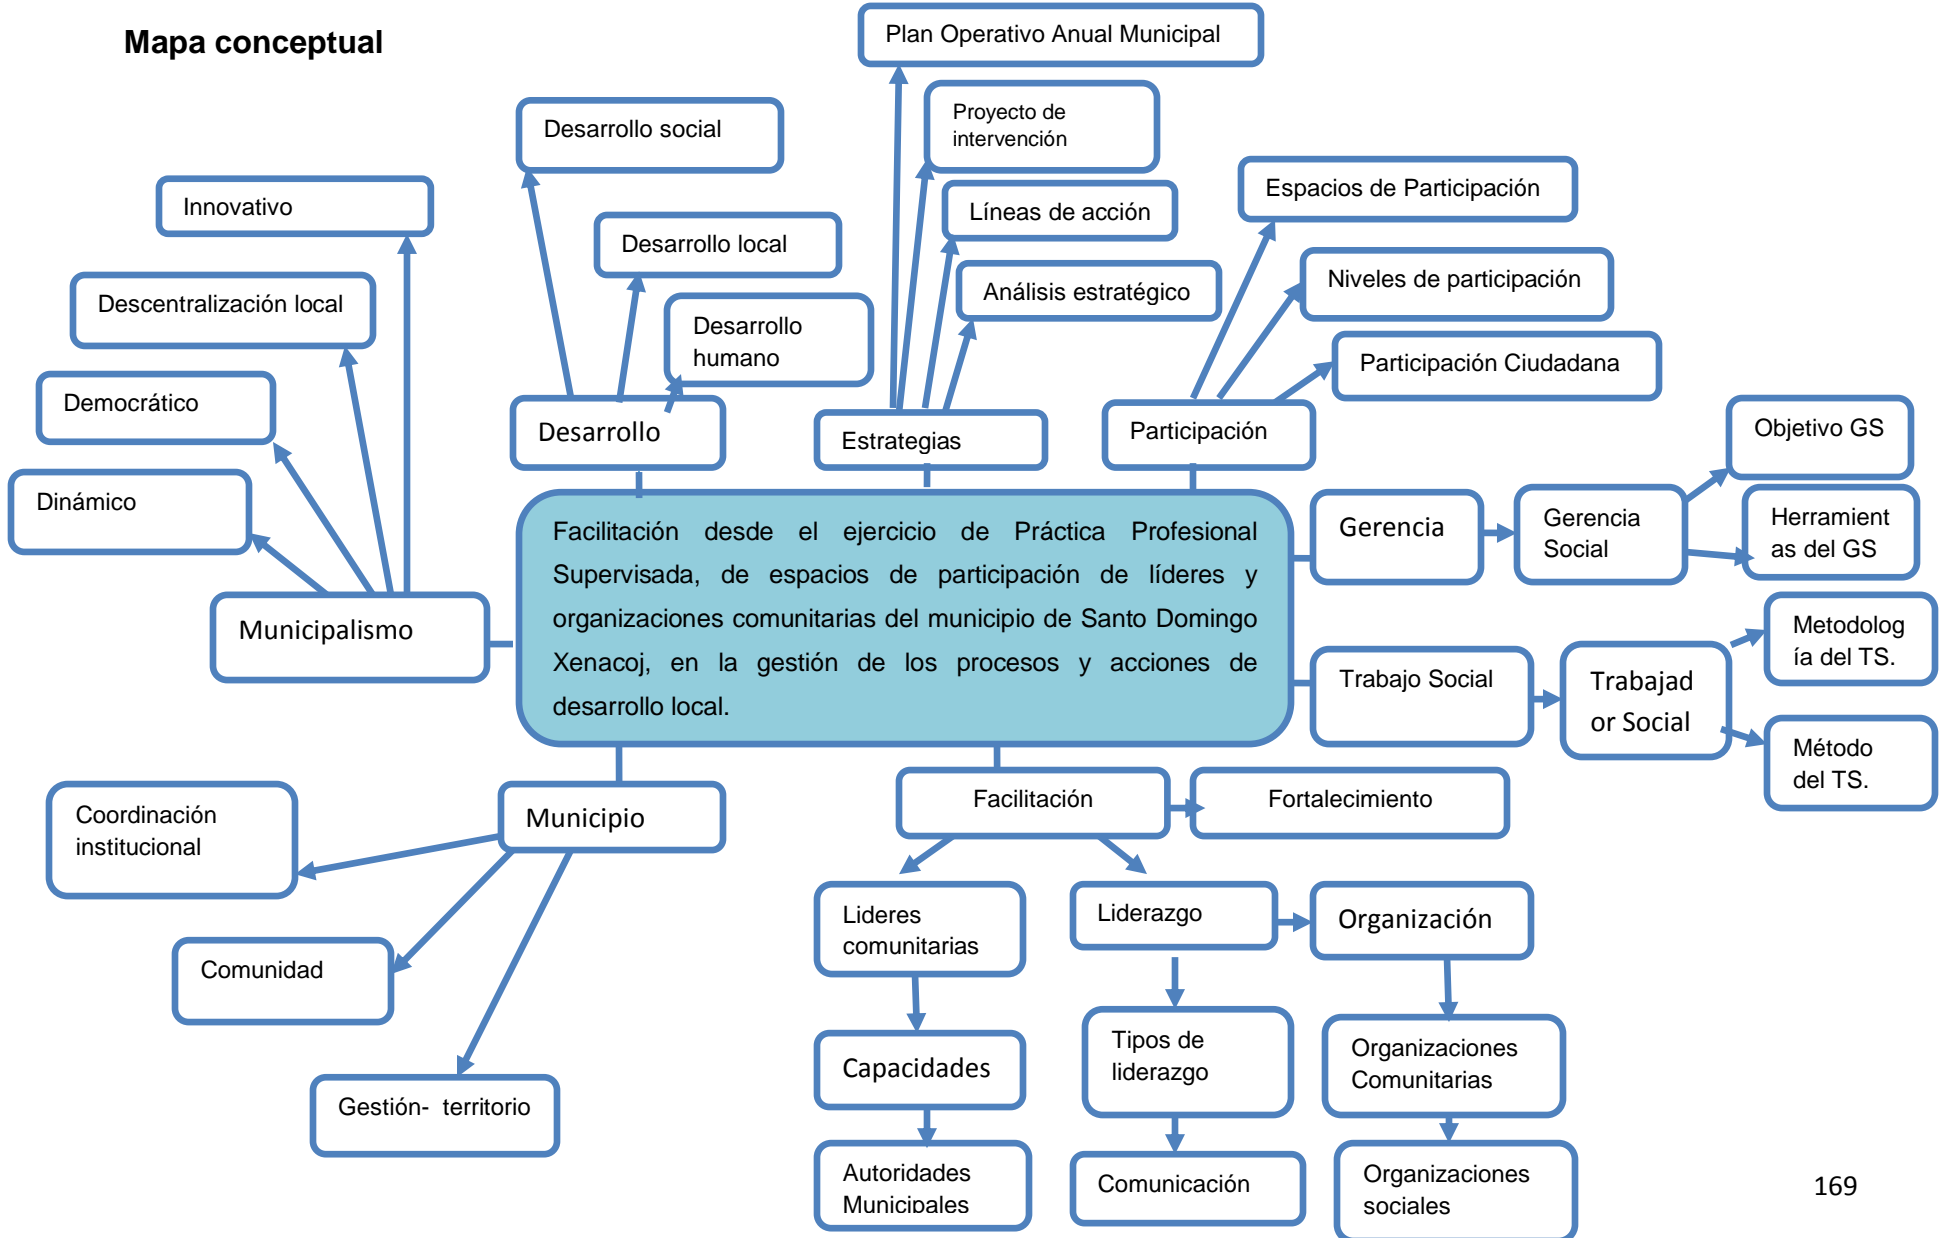 Mapa conceptual
Plan Operativo Anual Municipal
Desarrollo social
Proyecto de
intervención
Innovativo
Espacios de Participación
Líneas de acción
Desarrollo local
Descentralización local
Análisis estratégico
Niveles de participación
Desarrollo
humano
Participación Ciudadana
Democrático
Desarrollo
Estrategias
Participación
Objetivo GS
Dinámico
Gerencia
Gerencia
Social
Herramient
as del GS
Facilitación desde el ejercicio de Práctica Profesional
Supervisada, de espacios de participación de líderes y
organizaciones comunitarias del municipio de Santo Domingo
Xenacoj, en la gestión de los procesos y acciones de
desarrollo local.
Municipalismo
Trabajo Social
Trabajad
or Social
Metodolog
ía del TS.
Método
del TS.
Coordinación
institucional
Municipio
Facilitación
Fortalecimiento
Comunidad
Lideres
comunitarias
Liderazgo
Organización
Gestión- territorio
Capacidades
Tipos de
liderazgo
Organizaciones
Comunitarias
Autoridades
Municipales
Comunicación
Organizaciones
sociales
169